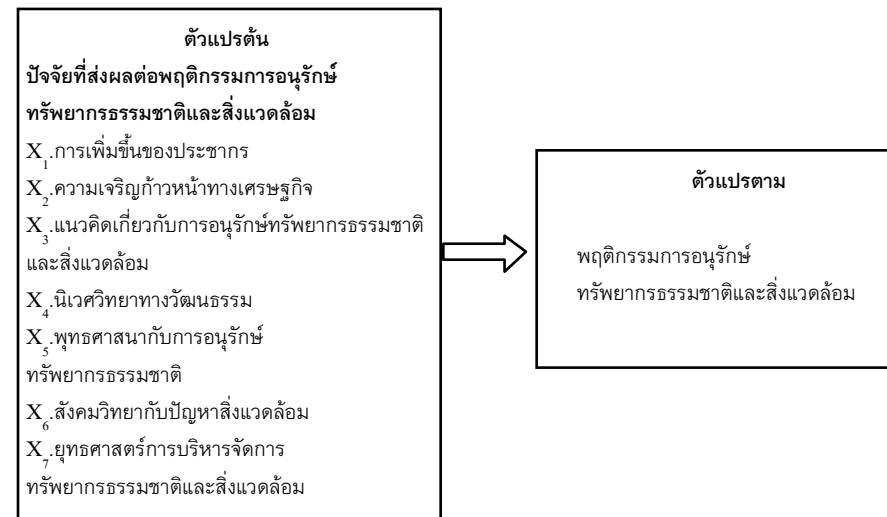 ตัวแปรต้น
ปัจจัยที่ส่งผลต่อพฤติกรรมการอนุรักษ์
ทรัพยากรธรรมชาติและสิ่งแวดล้อม
X1.การเพิ่มขึ้นของประชากร
X2.ความเจริญก้าวหน้าทางเศรษฐกิจ
X3.แนวคิดเกี่ยวกับการอนุรักษ์ทรัพยากรธรรมชาติ
และสิ่งแวดล้อม
X4.นิเวศวิทยาทางวัฒนธรรม
X5.พุทธศาสนากับการอนุรักษ์
ทรัพยากรธรรมชาติ
X6.สังคมวิทยากับปัญหาสิ่งแวดล้อม
X7.ยุทธศาสตร์การบริหารจัดการ
ทรัพยากรธรรมชาติและสิ่งแวดล้อม
ตัวแปรตาม
พฤติกรรมการอนุรักษ์
ทรัพยากรธรรมชาติและสิ่งแวดล้อม